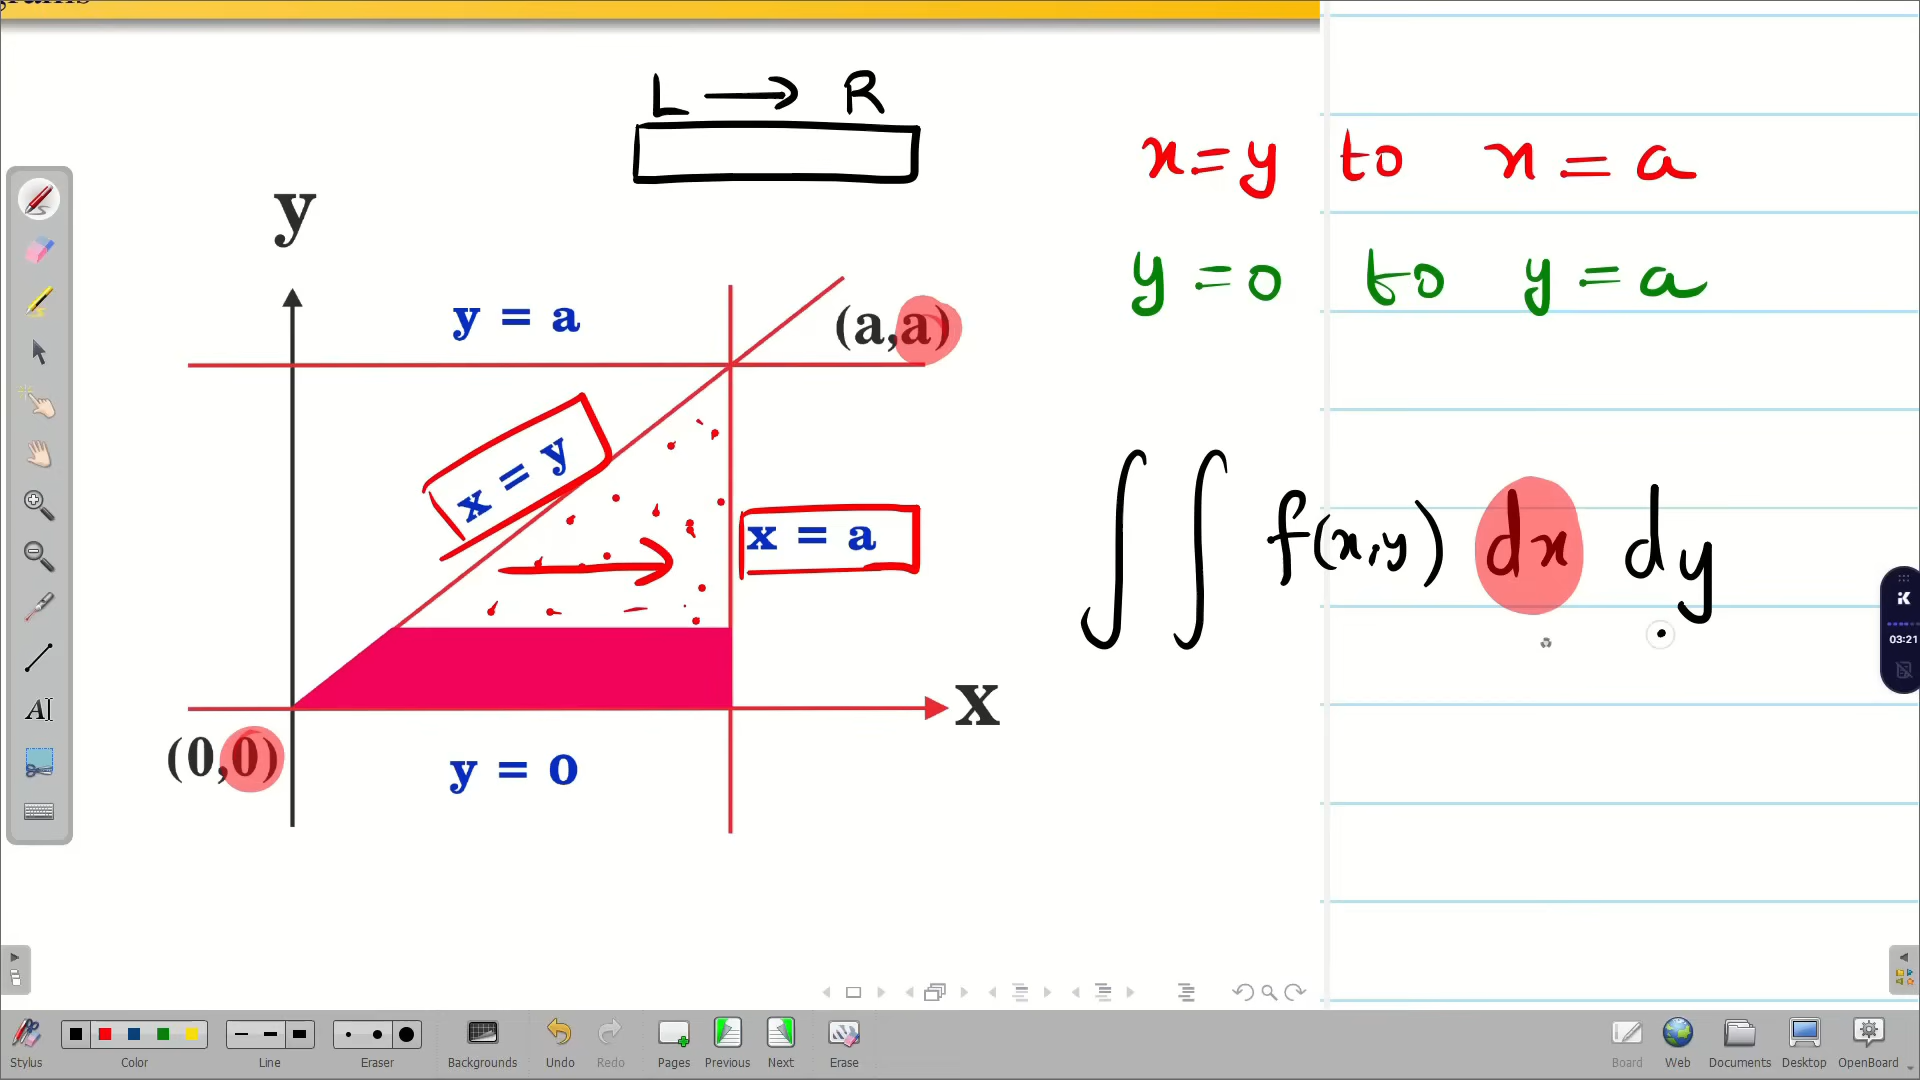 L → R
x = y to x = a
y = 0 to y = a
y
y = a
(a,a)
x = y
x = a
∫∫ f(x,y) dx dy
x
(0,0)
y = 0
03:21
Stylus
Color
Line
Eraser
Backgrounds
Undo
Redo
Pages
Previous
Next
Erase
Board
Web
Documents
Desktop
OpenBoard